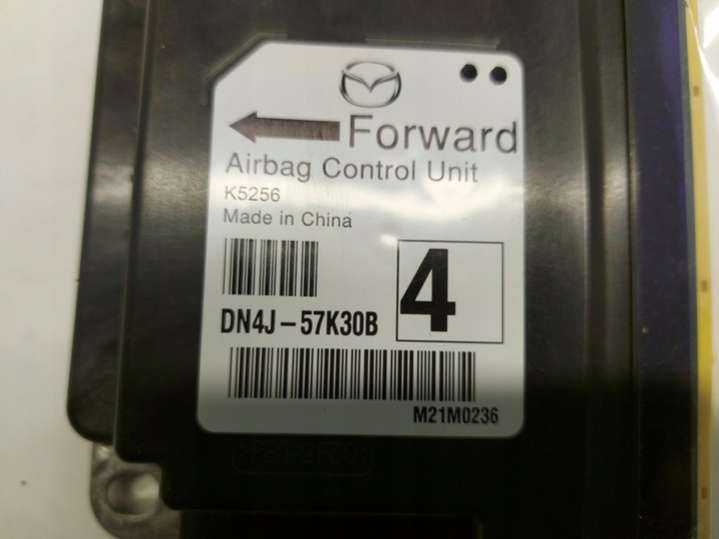 Forward
Airbag Control Unit
K5256
Made in China
4
DN4J-57K30B
M21M0236